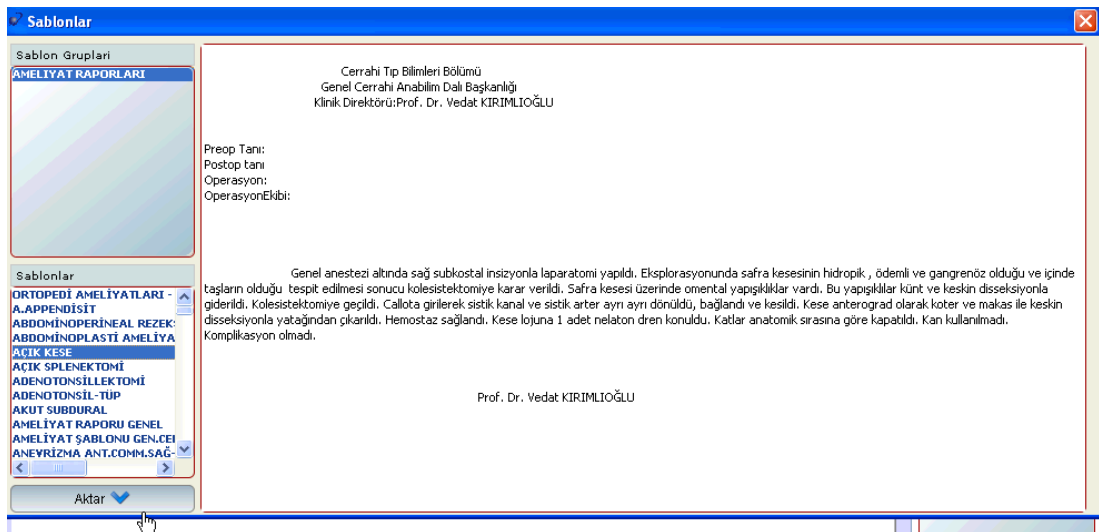 Sablonlar
Sablon Gruplari
AMELIYAT RAPORLARI
Cerrahi Tıp Bilimleri Bölümü
Genel Cerrahi Anabilim Dalı Başkanlığı
Klinik Direktörü:Prof. Dr. Vedat KIRIMLIOĞLU
Preop Tanı:
Postop tanı
Operasyon:
OperasyonEkibi:
Genel anestezi altında sağ subkostal insizyonla laparatomi yapıldı. Eksplorasyonunda safra kesesinin hidropik , ödemli ve gangrenöz olduğu ve içinde
taşların olduğu tespit edilmesi sonucu kolesistektomiye karar verildi. Safra kesesi üzerinde omental yapışıklıklar vardı. Bu yapışıklıklar künt ve keskin disseksiyonla
giderildi. Kolesistektomiye geçildi. Callota girilerek sistik kanal ve sistik arter ayrı ayrı dönüldü, bağlandı ve kesildi. Kese anterograd olarak koter ve makas ile keskin
disseksiyonla yatağından çıkarıldı. Hemostaz sağlandı. Kese lojuna 1 adet nelaton dren konuldu. Katlar anatomik sırasına göre kapatıldı. Kan kullanılmadı.
Komplikasyon olmadı.
Prof. Dr. Vedat KIRIMLIOĞLU
Sablonlar
ORTOPEDİ AMELİYATLARI -
A.APPENDİSİT
ABDOMİNOPERİNEAL REZEK
ABDOMİNOPLASTİ AMELİYA
AÇIK KESE
AÇIK SPLENEKTOMİ
ADENOTONSİLLEKTOMİ
ADENOTONSİL-TÜP
AKUT SUBDURAL
AMELİYAT RAPORU GENEL
AMELİYAT ŞABLONU GEN.CE
ANEVRİZMA ANT.COMM.SAĞ-
Aktar